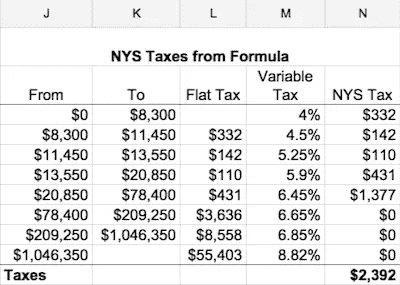 J K L M N
NYS Taxes from Formula
Variable
From To Flat Tax Tax NYS Tax
$0 $8,300 4% $332
$8,300 $11,450 $332 4.5% $142
$11,450 $13,550 $142 5.25% $110
$13,550 $20,850 $110 5.9% $431
$20,850 $78,400 $431 6.45% $1,377
$78,400 $209,250 $3,636 6.65% $0
$209,250 $1,046,350 $8,558 6.85% $0
$1,046,350 $55,403 8.82% $0
Taxes $2,392